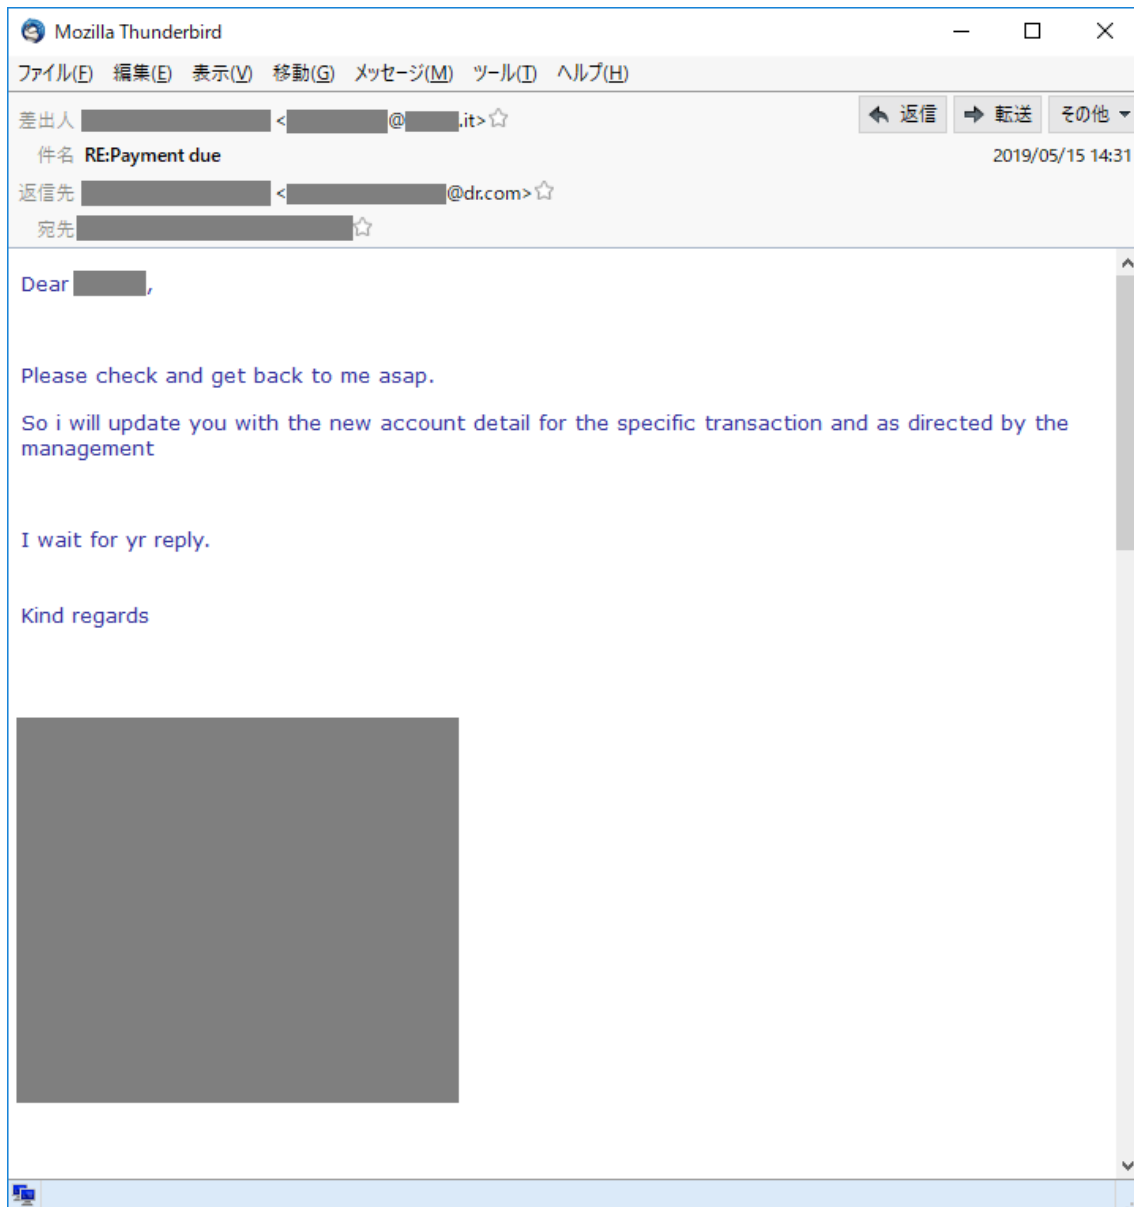 Mozilla Thunderbird
ファイル(F) 編集(E) 表示(V) 移動(G) メッセージ(M) ツール(T) ヘルプ(H)
差出人 < @ .it> 返信 転送 その他
件名 RE:Payment due 2019/05/15 14:31
返信先 < @dr.com>
宛先
Dear ,
Please check and get back to me asap.
So i will update you with the new account detail for the specific transaction and as directed by the
management
I wait for yr reply.
Kind regards